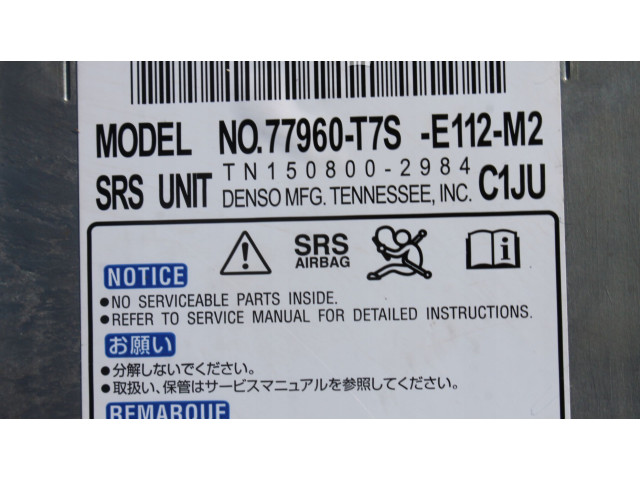 MODEL NO.77960-T7S -E112-M2
TN150800-2984
SRS UNIT DENSO MFG. TENNESSEE, INC. C1JU
SRS
AIRBAG
i
NOTICE
●NO SERVICEABLE PARTS INSIDE.
●REFER TO SERVICE MANUAL FOR DETAILED INSTRUCTIONS.
お願い
●分解しないでください。
●取扱い、保管はサービスマニュアルを参照してください。
REMARQUE